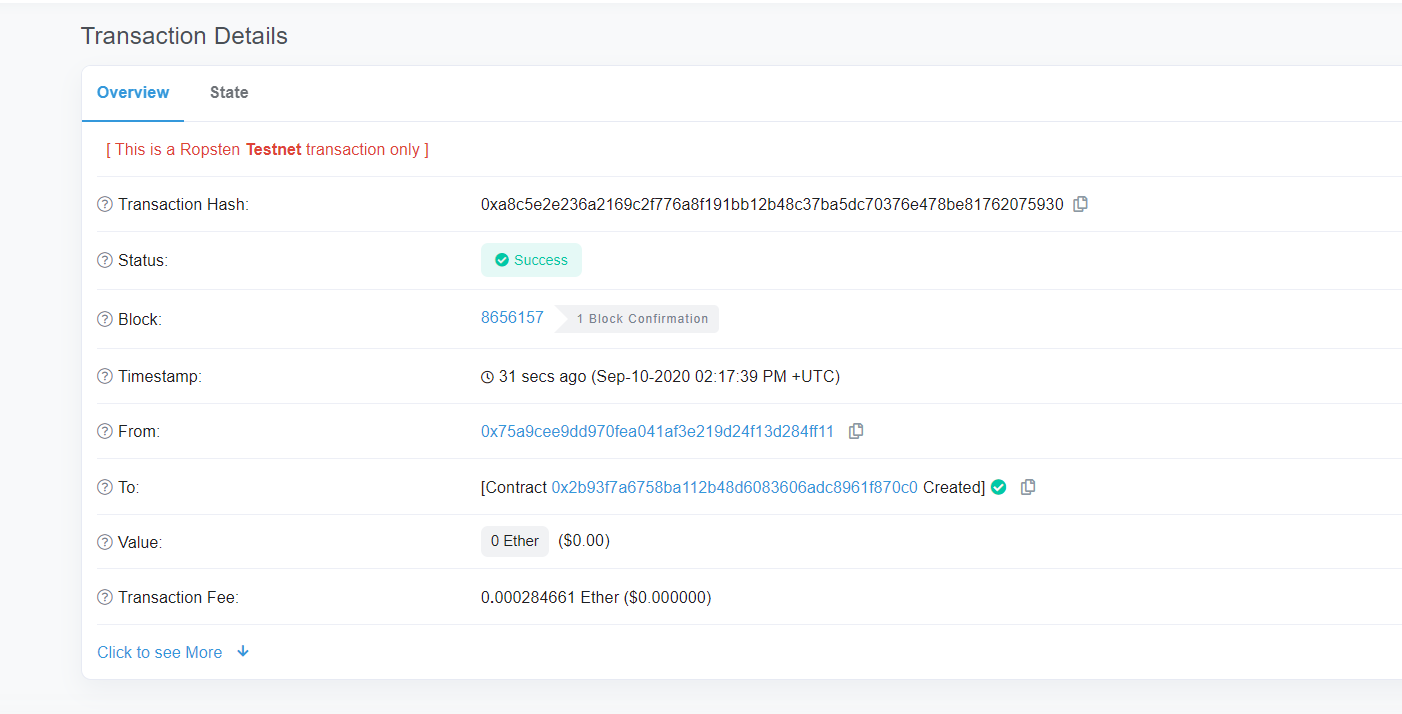 Transaction Details
Overview State
[ This is a Ropsten Testnet transaction only ]
Transaction Hash: 0xa8c5e2e236a2169c2f776a8f191bb12b48c37ba5dc70376e478be81762075930
Status: Success
Block: 8656157 1 Block Confirmation
Timestamp: 31 secs ago (Sep-10-2020 02:17:39 PM +UTC)
From: 0x75a9cee9dd970fea041af3e219d24f13d284ff11
To: [Contract 0x2b93f7a6758ba112b48d6083606adc8961f870c0 Created]
Value: 0 Ether ($0.00)
Transaction Fee: 0.000284661 Ether ($0.000000)
Click to see More